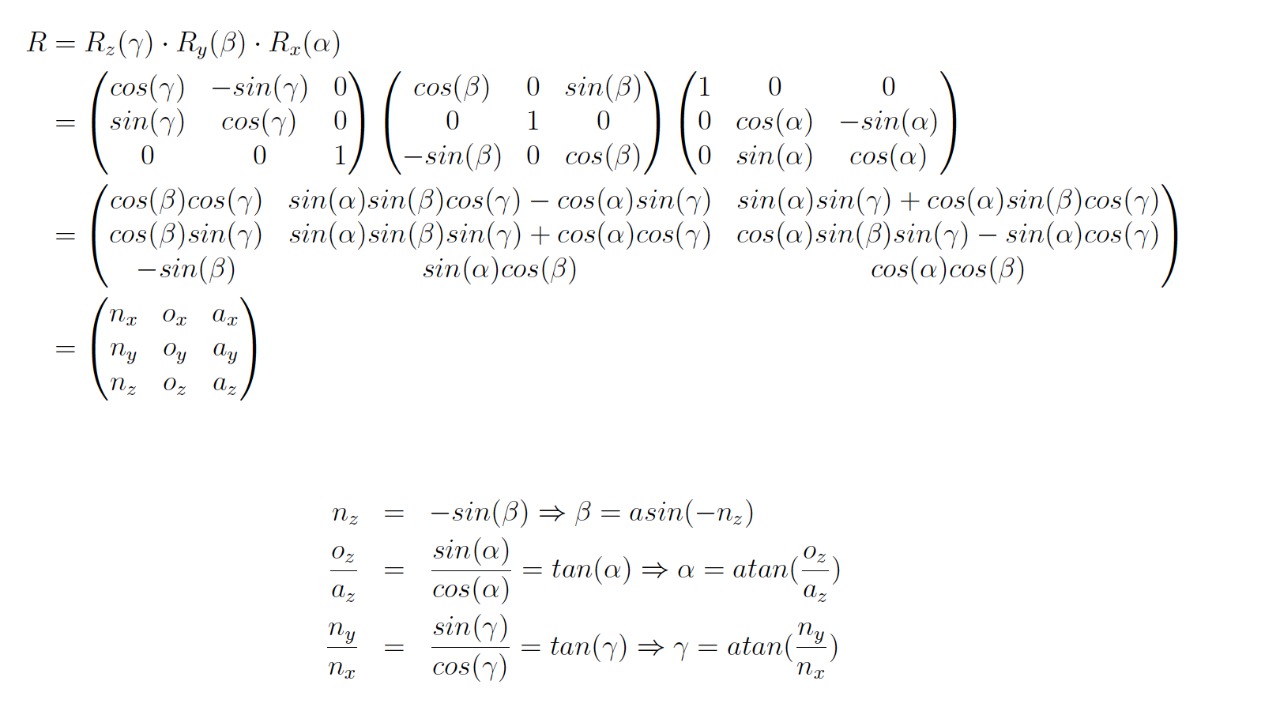 R = R_z(γ) · R_y(β) · R_x(α)
= ( cos(γ) −sin(γ) 0
sin(γ) cos(γ) 0
0 0 1 ) ( cos(β) 0 sin(β)
0 1 0
−sin(β) 0 cos(β) ) ( 1 0 0
0 cos(α) −sin(α)
0 sin(α) cos(α) )
= ( cos(β)cos(γ) sin(α)sin(β)cos(γ) − cos(α)sin(γ) sin(α)sin(γ) + cos(α)sin(β)cos(γ)
cos(β)sin(γ) sin(α)sin(β)sin(γ) + cos(α)cos(γ) cos(α)sin(β)sin(γ) − sin(α)cos(γ)
−sin(β) sin(α)cos(β) cos(α)cos(β) )
= ( n_x o_x a_x
n_y o_y a_y
n_z o_z a_z )
n_z = −sin(β) ⇒ β = asin(−n_z)
o_z/a_z = sin(α)/cos(α) = tan(α) ⇒ α = atan(o_z/a_z)
n_y/n_x = sin(γ)/cos(γ) = tan(γ) ⇒ γ = atan(n_y/n_x)